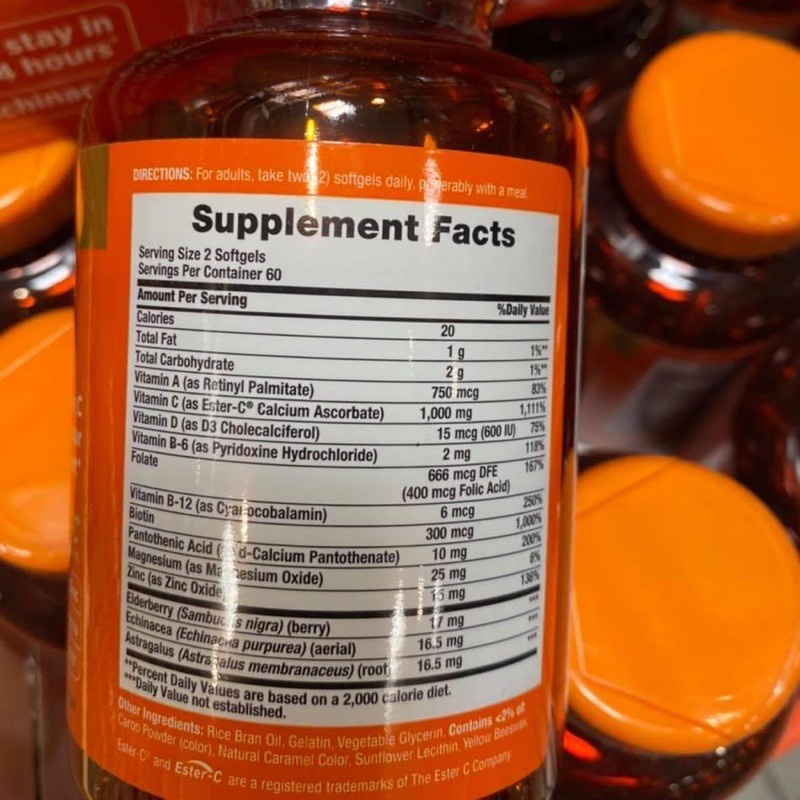 stay in
4 hours*
DIRECTIONS: For adults, take two (2) softgels daily, preferably with a meal.
Supplement Facts
Serving Size 2 Softgels
Servings Per Container 60
Amount Per Serving %Daily Value
Calories 20
Total Fat 1 g 1%**
Total Carbohydrate 2 g 1%**
Vitamin A (as Retinyl Palmitate) 750 mcg 83%
Vitamin C (as Ester-C® Calcium Ascorbate) 1,000 mg 1,111%
Vitamin D (as D3 Cholecalciferol) 15 mcg (600 IU) 75%
Vitamin B-6 (as Pyridoxine Hydrochloride) 2 mg 118%
Folate 666 mcg DFE 167%
(400 mcg Folic Acid)
Vitamin B-12 (as Cyanocobalamin) 6 mcg 250%
Biotin 300 mcg 1,000%
Pantothenic Acid (as d-Calcium Pantothenate) 10 mg 200%
Magnesium (as Magnesium Oxide) 25 mg 6%
Zinc (as Zinc Oxide) 15 mg 136%
Elderberry (Sambucus nigra) (berry) 17 mg ***
Echinacea (Echinacea purpurea) (aerial) 16.5 mg ***
Astragalus (Astragalus membranaceus) (root) 16.5 mg ***
**Percent Daily Values are based on a 2,000 calorie diet.
***Daily Value not established.
Other Ingredients: Rice Bran Oil, Gelatin, Vegetable Glycerin. Contains <2% of:
Carob Powder (color), Natural Caramel Color, Sunflower Lecithin, Yellow Beeswax.
Ester-C® and Ester-C are a registered trademarks of The Ester C Company.